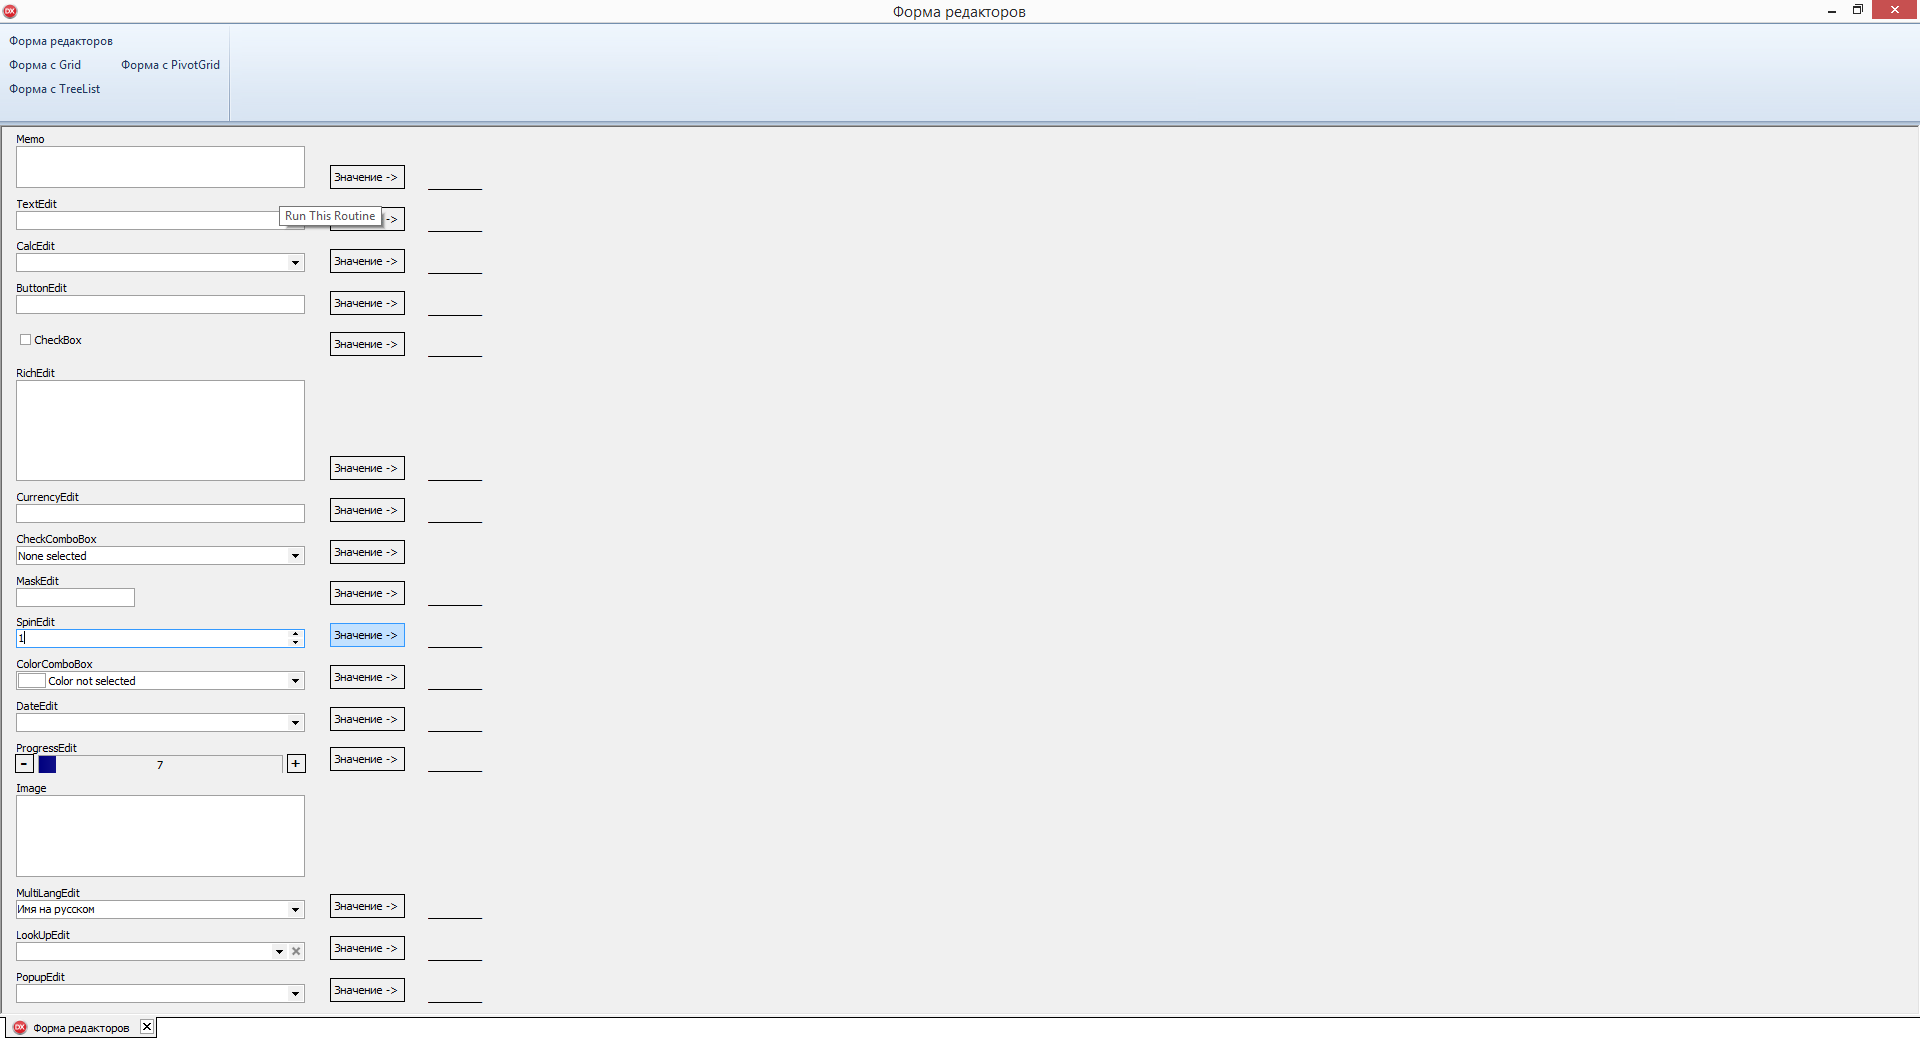 DX Форма редакторов
Форма редакторов
Форма с Grid Форма с PivotGrid
Форма с TreeList
Memo
Значение ->
TextEdit
Run This Routine ->
CalcEdit
Значение ->
ButtonEdit
Значение ->
CheckBox Значение ->
RichEdit
Значение ->
CurrencyEdit
Значение ->
CheckComboBox
None selected Значение ->
MaskEdit
Значение ->
SpinEdit
1 Значение ->
ColorComboBox
Color not selected Значение ->
DateEdit
Значение ->
ProgressEdit
- 7 + Значение ->
Image
MultiLangEdit
Имя на русском Значение ->
LookUpEdit
Значение ->
PopupEdit
Значение ->
DX Форма редакторов